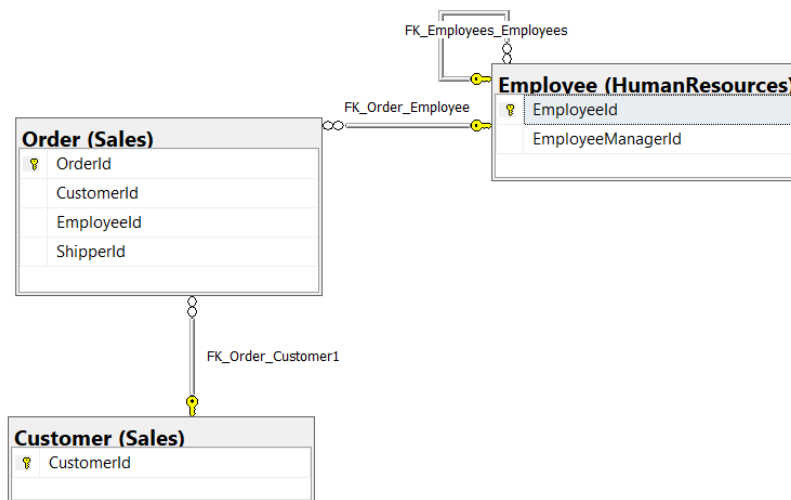 FK_Employees_Employees
Employee (HumanResources)
EmployeeId
EmployeeManagerId
FK_Order_Employee
Order (Sales)
OrderId
CustomerId
EmployeeId
ShipperId
FK_Order_Customer1
Customer (Sales)
CustomerId